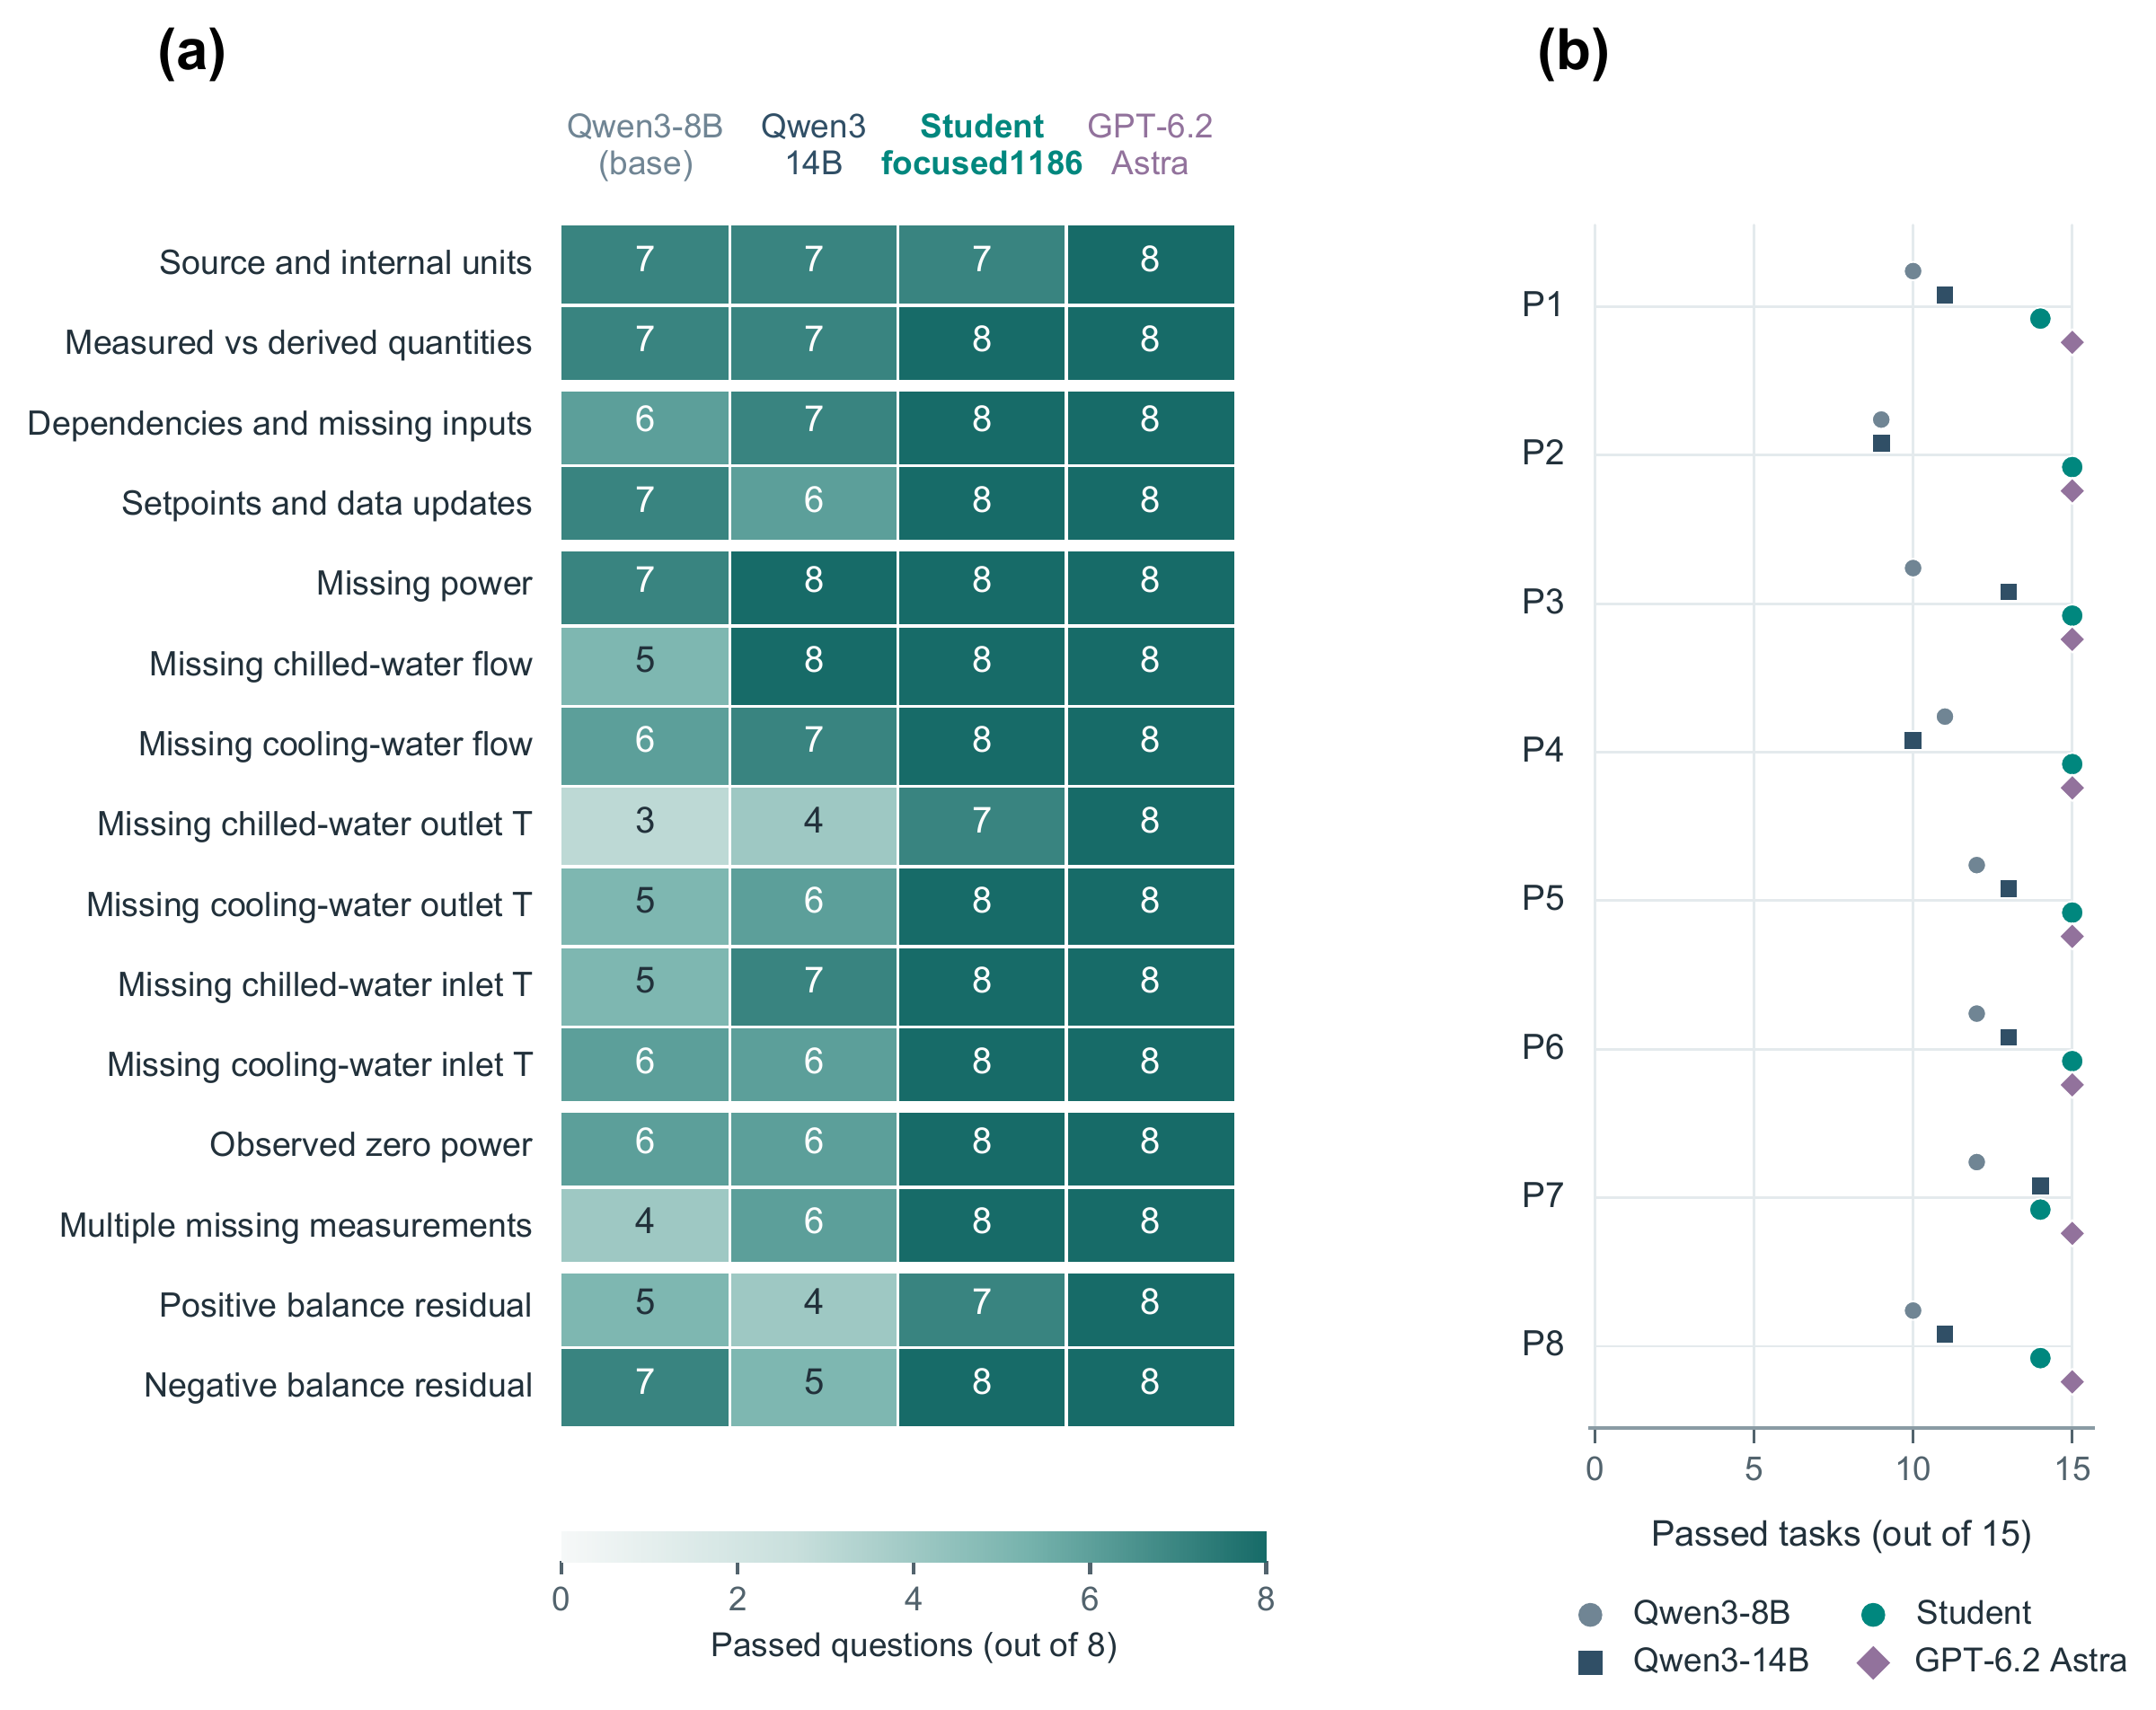 (a)
Qwen3-8B
(base)
Qwen3
14B
Student
focused1186
GPT-6.2
Astra
Source and internal units 7 7 7 8
Measured vs derived quantities 7 7 8 8
Dependencies and missing inputs 6 7 8 8
Setpoints and data updates 7 6 8 8
Missing power 7 8 8 8
Missing chilled-water flow 5 8 8 8
Missing cooling-water flow 6 7 8 8
Missing chilled-water outlet T 3 4 7 8
Missing cooling-water outlet T 5 6 8 8
Missing chilled-water inlet T 5 7 8 8
Missing cooling-water inlet T 6 6 8 8
Observed zero power 6 6 8 8
Multiple missing measurements 4 6 8 8
Positive balance residual 5 4 7 8
Negative balance residual 7 5 8 8
0 2 4 6 8
Passed questions (out of 8)
(b)
P1
P2
P3
P4
P5
P6
P7
P8
0 5 10 15
Passed tasks (out of 15)
Qwen3-8B
Qwen3-14B
Student
GPT-6.2 Astra